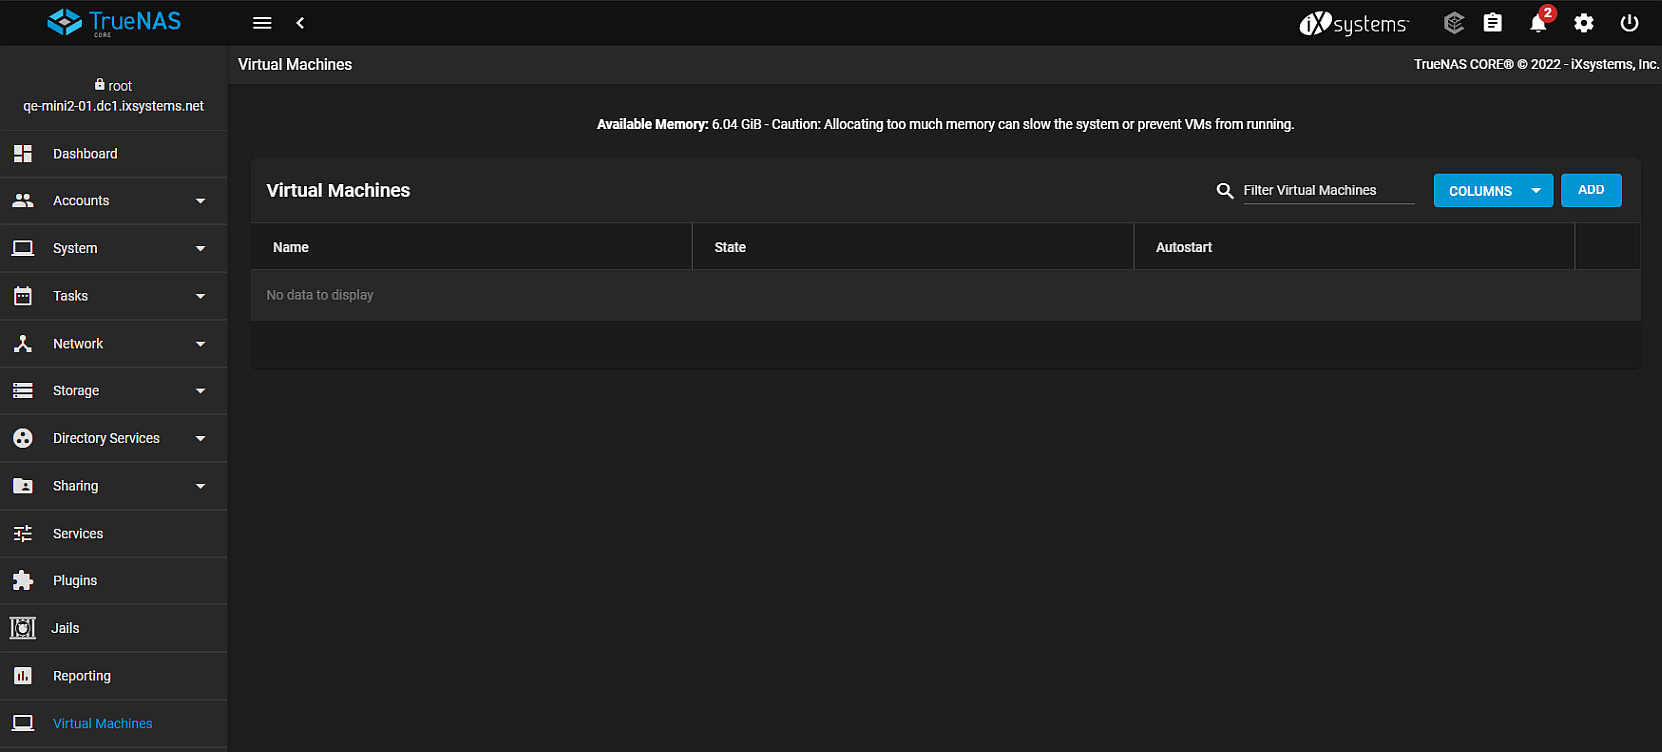 TrueNAS
CORE
iXsystems
2
Virtual Machines
TrueNAS CORE® © 2022 - iXsystems, Inc.
root
qe-mini2-01.dc1.ixsystems.net
Dashboard
Accounts
System
Tasks
Network
Storage
Directory Services
Sharing
Services
Plugins
Jails
Reporting
Virtual Machines
Available Memory: 6.04 GiB - Caution: Allocating too much memory can slow the system or prevent VMs from running.
Virtual Machines
Filter Virtual Machines
COLUMNS
ADD
Name State Autostart
No data to display